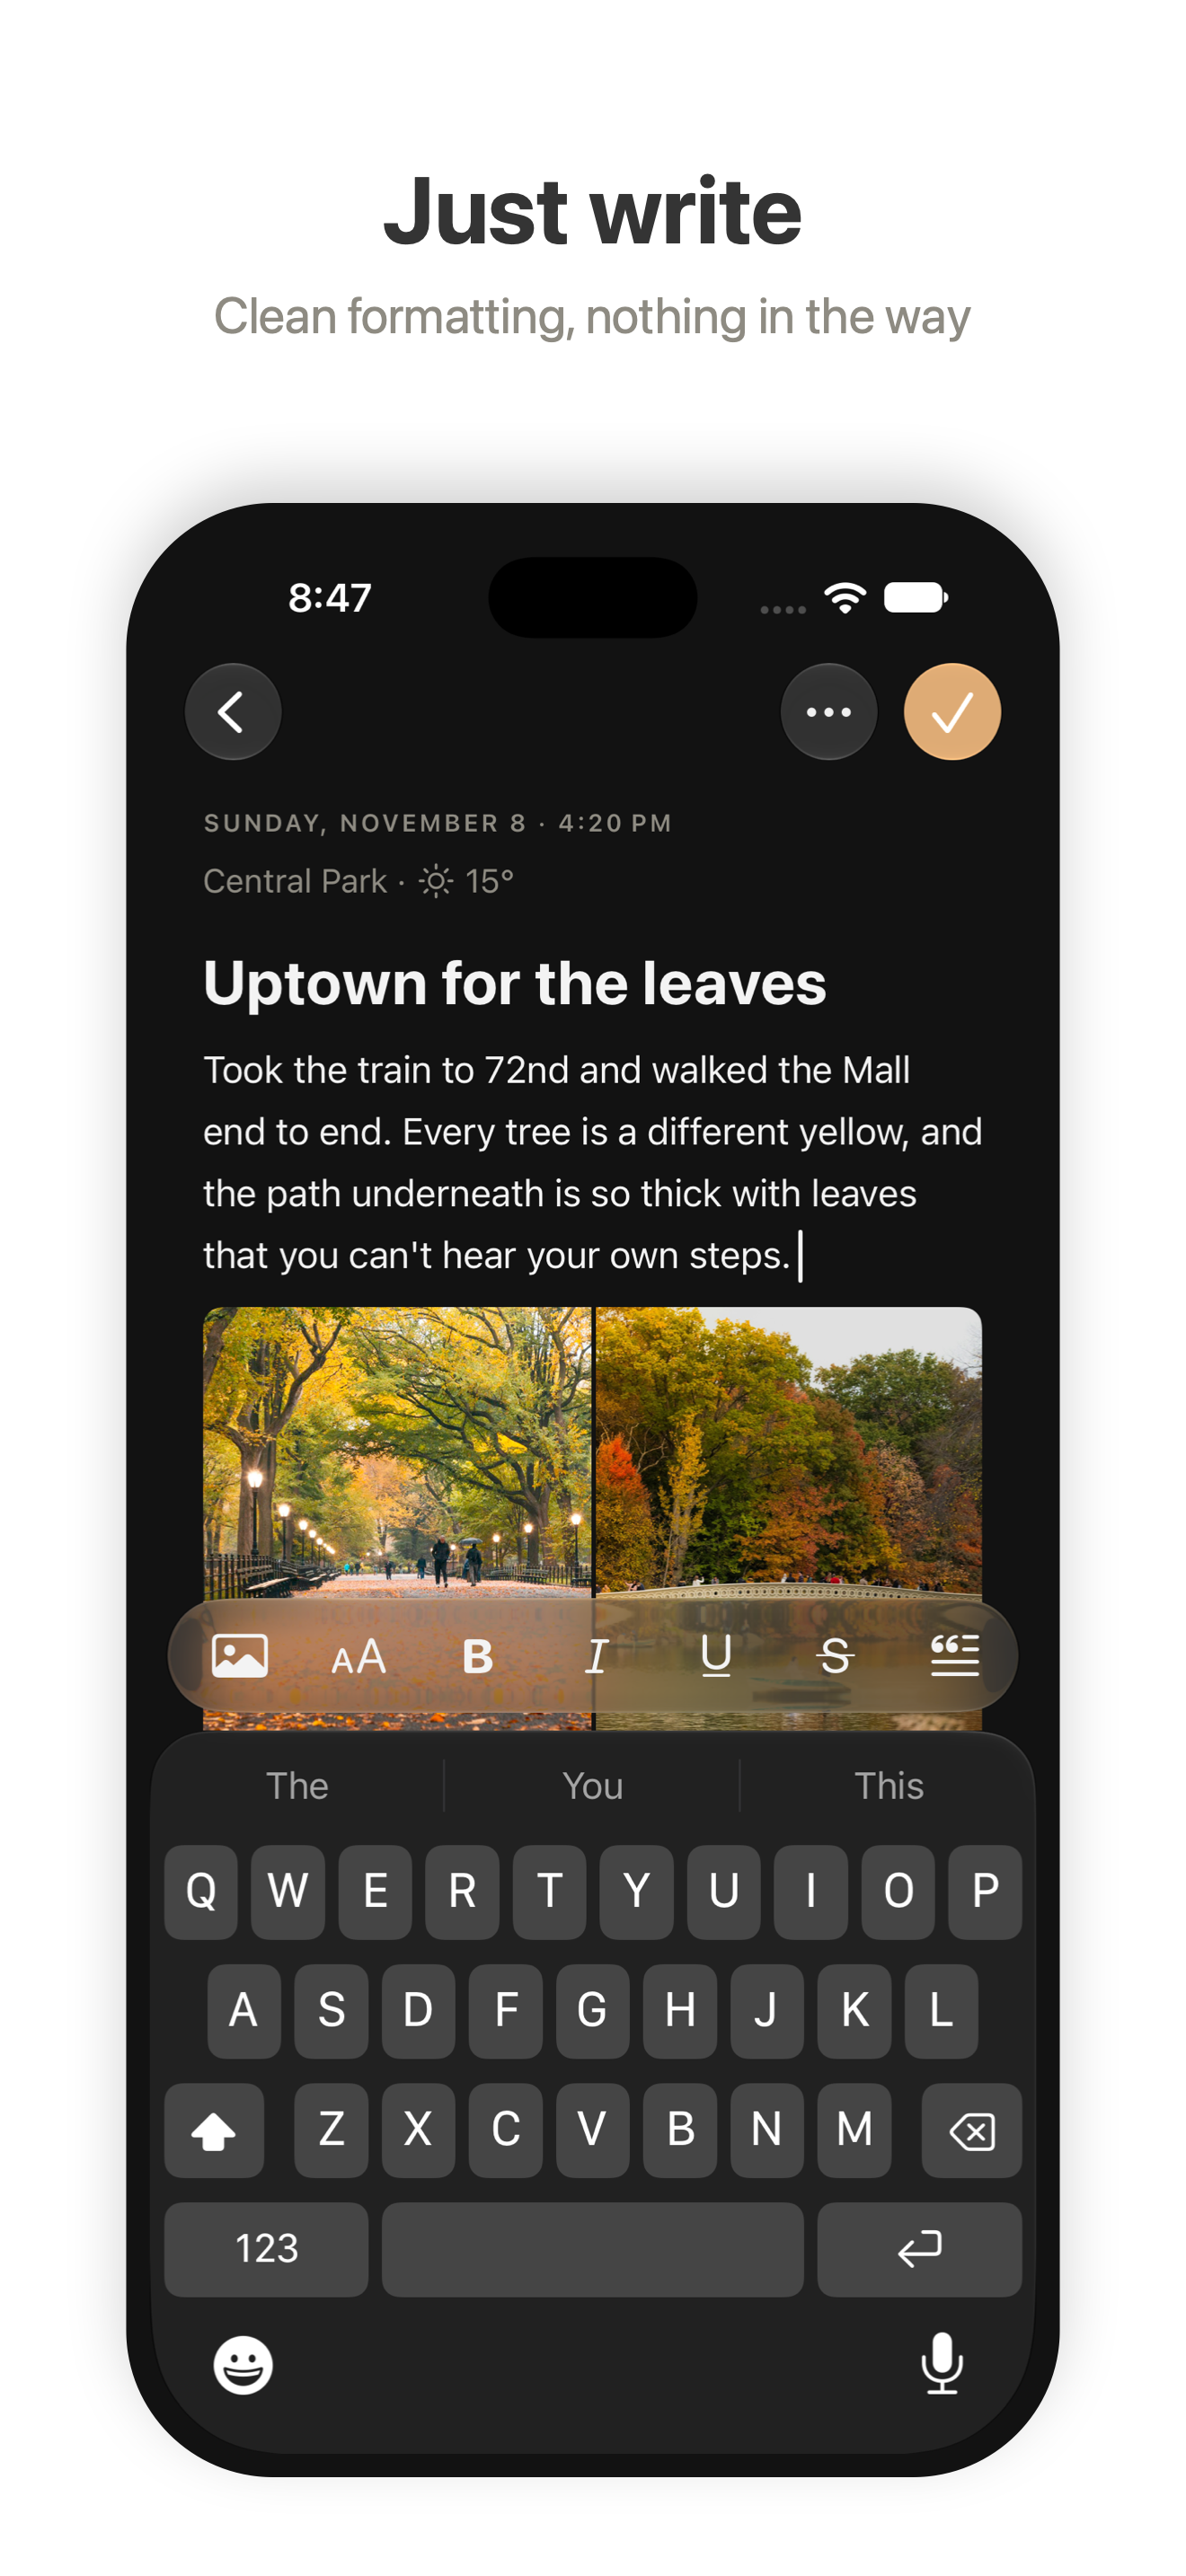 Just write
Clean formatting, nothing in the way
8:47
SUNDAY, NOVEMBER 8 · 4:20 PM
Central Park · 15°
Uptown for the leaves
Took the train to 72nd and walked the Mall
end to end. Every tree is a different yellow, and
the path underneath is so thick with leaves
that you can't hear your own steps.
AA B I U S
The You This
Q W E R T Y U I O P
A S D F G H J K L
Z X C V B N M
123